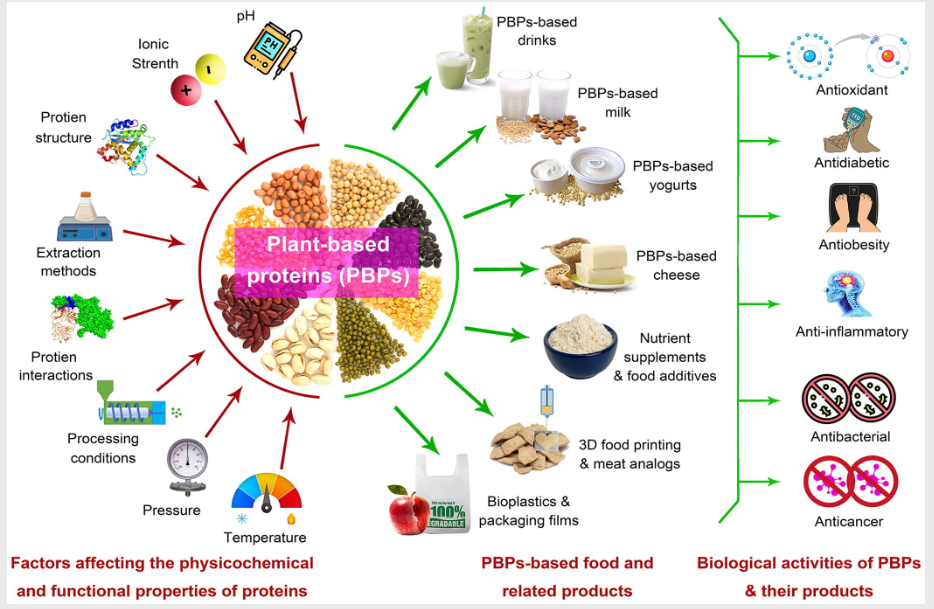 pH
Ionic
Strenth
Protien
structure
Extraction
methods
Protien
interactions
Processing
conditions
Pressure
Temperature
Plant-based
proteins (PBPs)
PBPs-based
drinks
PBPs-based
milk
PBPs-based
yogurts
PBPs-based
cheese
Nutrient
supplements
& food additives
3D food printing
& meat analogs
Bioplastics &
packaging films
100%
Antioxidant
Antidiabetic
Antiobesity
Anti-inflammatory
Antibacterial
Anticancer
Factors affecting the physicochemical
and functional properties of proteins
PBPs-based food and
related products
Biological activities of PBPs
& their products